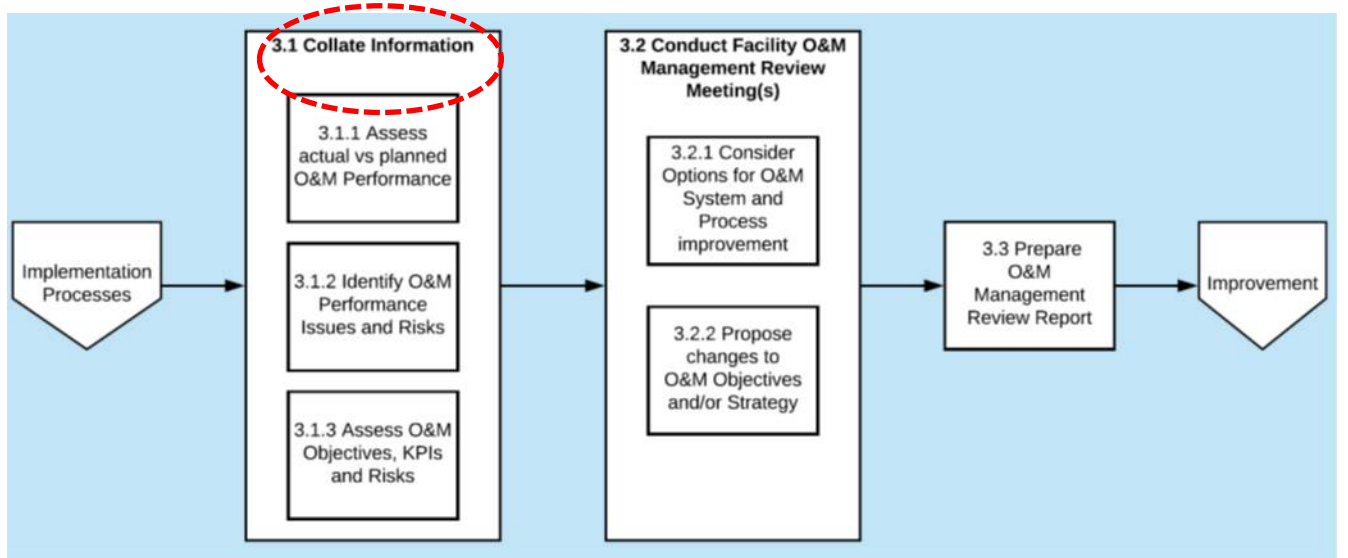 Implementation
Processes
3.1 Collate Information
3.1.1 Assess
actual vs planned
O&M Performance
3.1.2 Identify O&M
Performance
Issues and Risks
3.1.3 Assess O&M
Objectives, KPIs
and Risks
3.2 Conduct Facility O&M
Management Review
Meeting(s)
3.2.1 Consider
Options for O&M
System and
Process
improvement
3.2.2 Propose
changes to
O&M Objectives
and/or Strategy
3.3 Prepare
O&M
Management
Review Report
Improvement